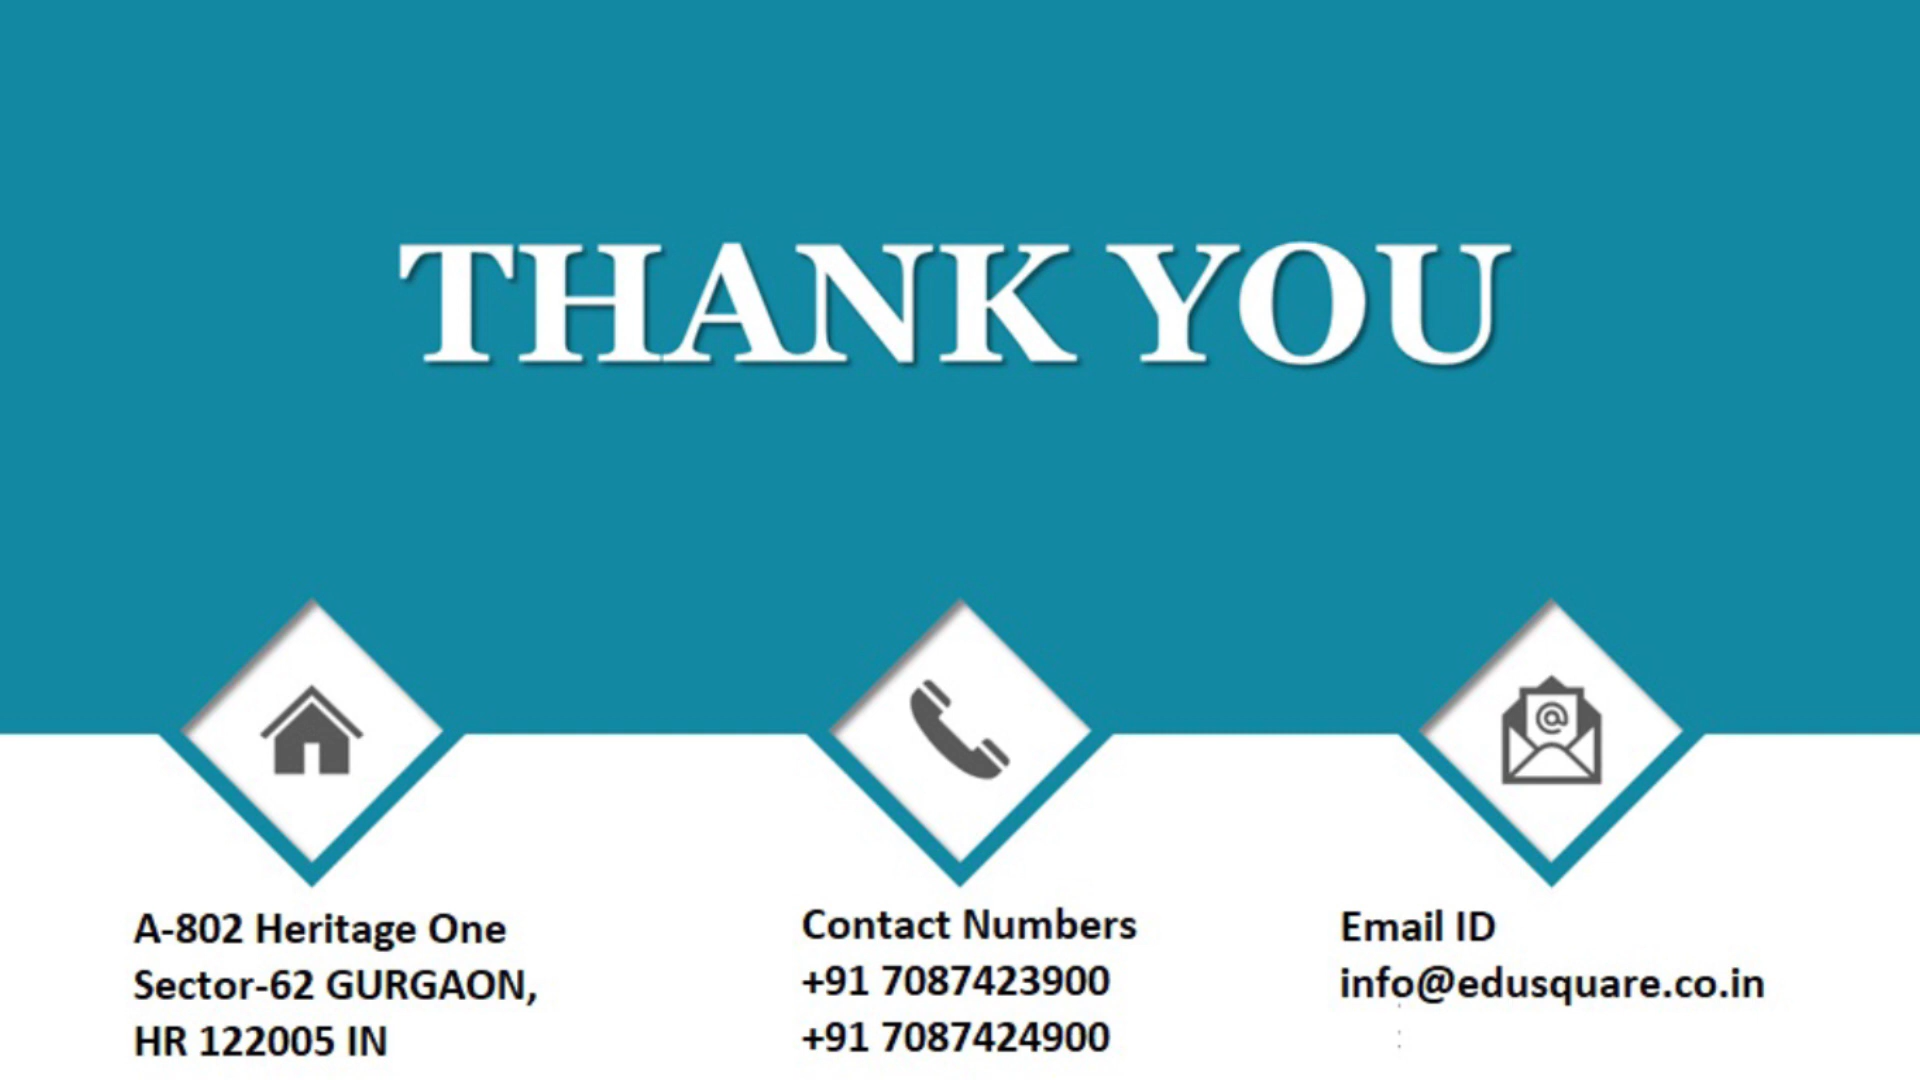 THANK YOU
A-802 Heritage One
Sector-62 GURGAON,
HR 122005 IN
Contact Numbers
+91 7087423900
+91 7087424900
Email ID
info@edusquare.co.in